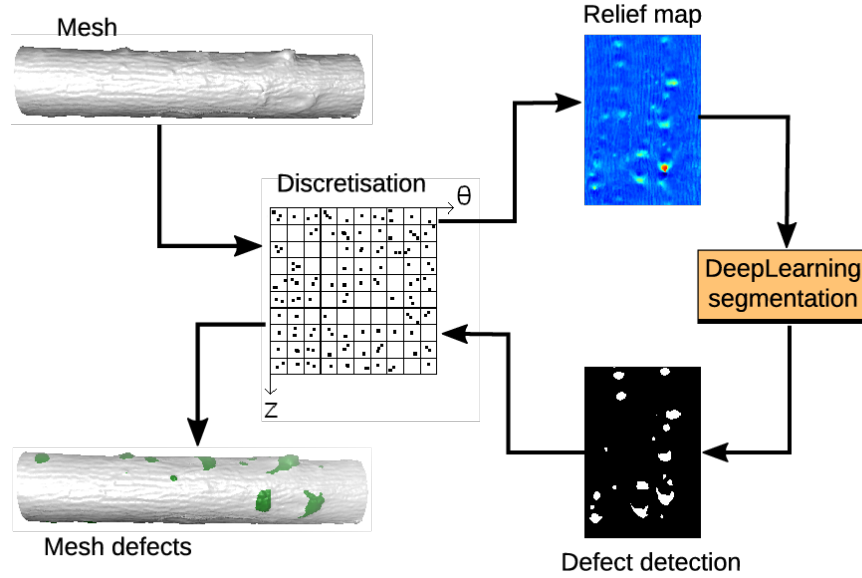 Mesh
Relief map
Discretisation
θ
DeepLearning
segmentation
Z
Mesh defects
Defect detection